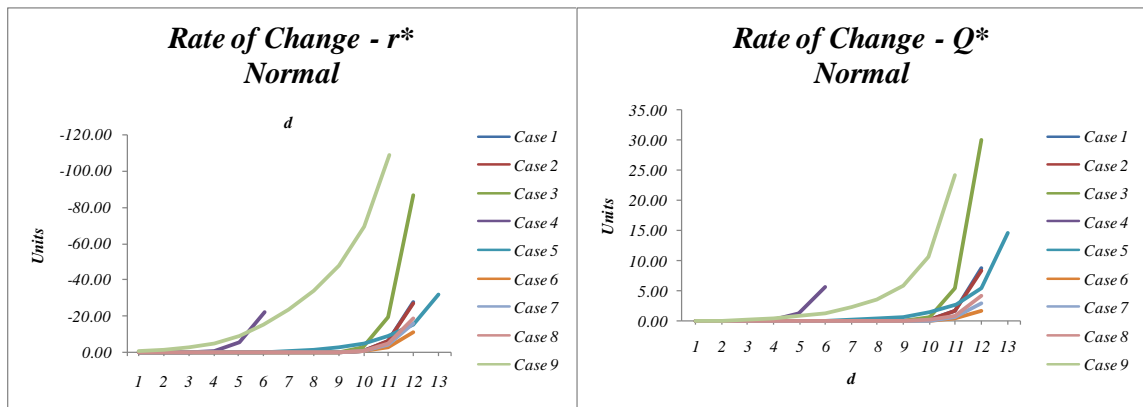 Rate of Change - r*
Normal
d
-120.00
-100.00
-80.00
-60.00
-40.00
-20.00
0.00
Units
1 2 3 4 5 6 7 8 9 10 11 12 13
Case 1
Case 2
Case 3
Case 4
Case 5
Case 6
Case 7
Case 8
Case 9
Rate of Change - Q*
Normal
35.00
30.00
25.00
20.00
15.00
10.00
5.00
0.00
Units
1 2 3 4 5 6 7 8 9 10 11 12 13
d
Case 1
Case 2
Case 3
Case 4
Case 5
Case 6
Case 7
Case 8
Case 9